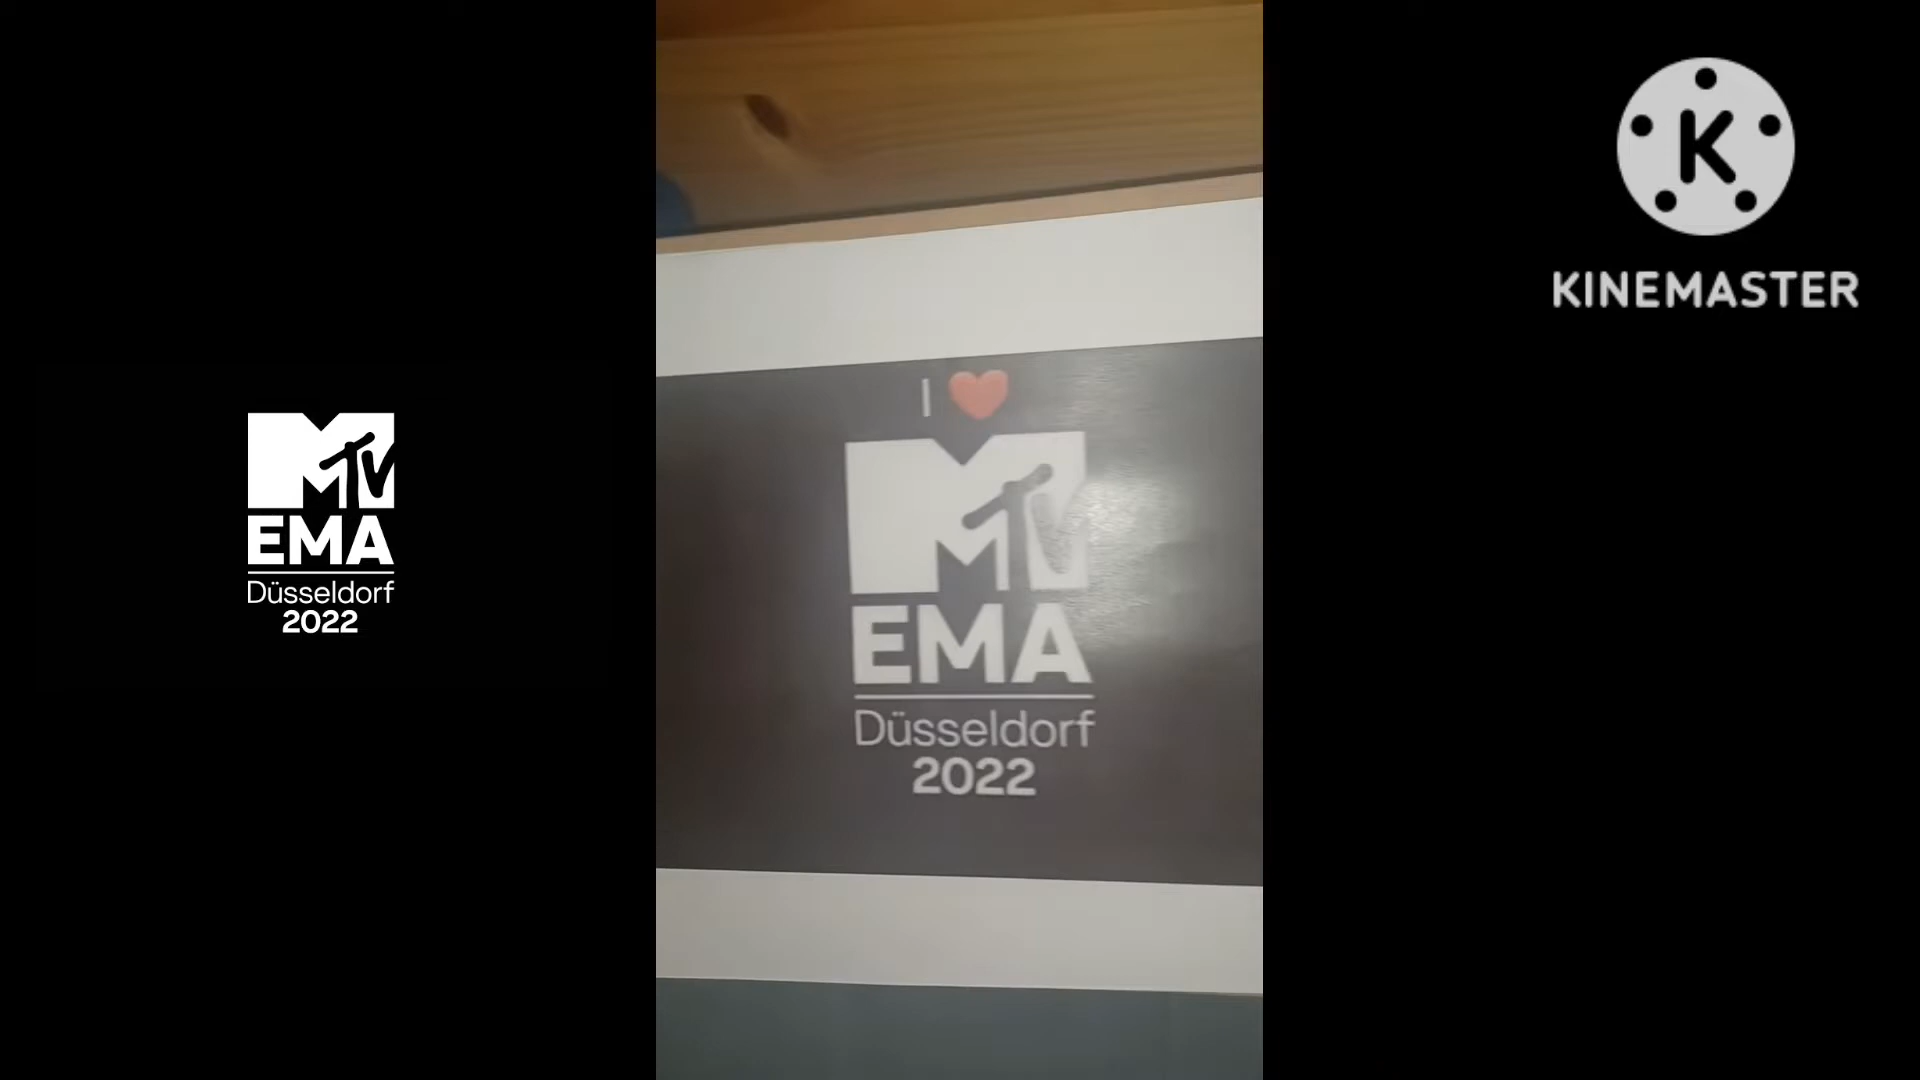 MTV
EMA
Düsseldorf
2022
I ❤️
MTV
EMA
Düsseldorf
2022
K
KINEMASTER